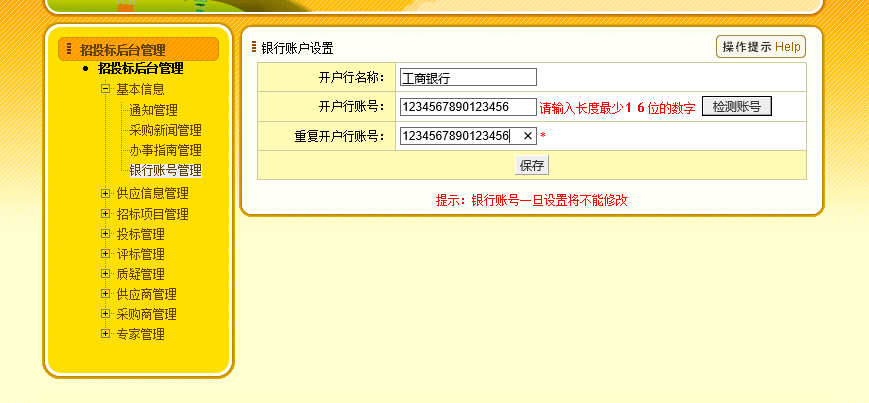 招投标后台管理
招投标后台管理
基本信息
通知管理
采购新闻管理
办事指南管理
银行账号管理
供应信息管理
招标项目管理
投标管理
评标管理
质疑管理
供应商管理
采购商管理
专家管理
银行账户设置
操作提示 Help
开户行名称： 工商银行
开户行账号： 1234567890123456 请输入长度最少１６位的数字 检测账号
重复开户行账号： 1234567890123456 *
保存
提示：银行账号一旦设置将不能修改